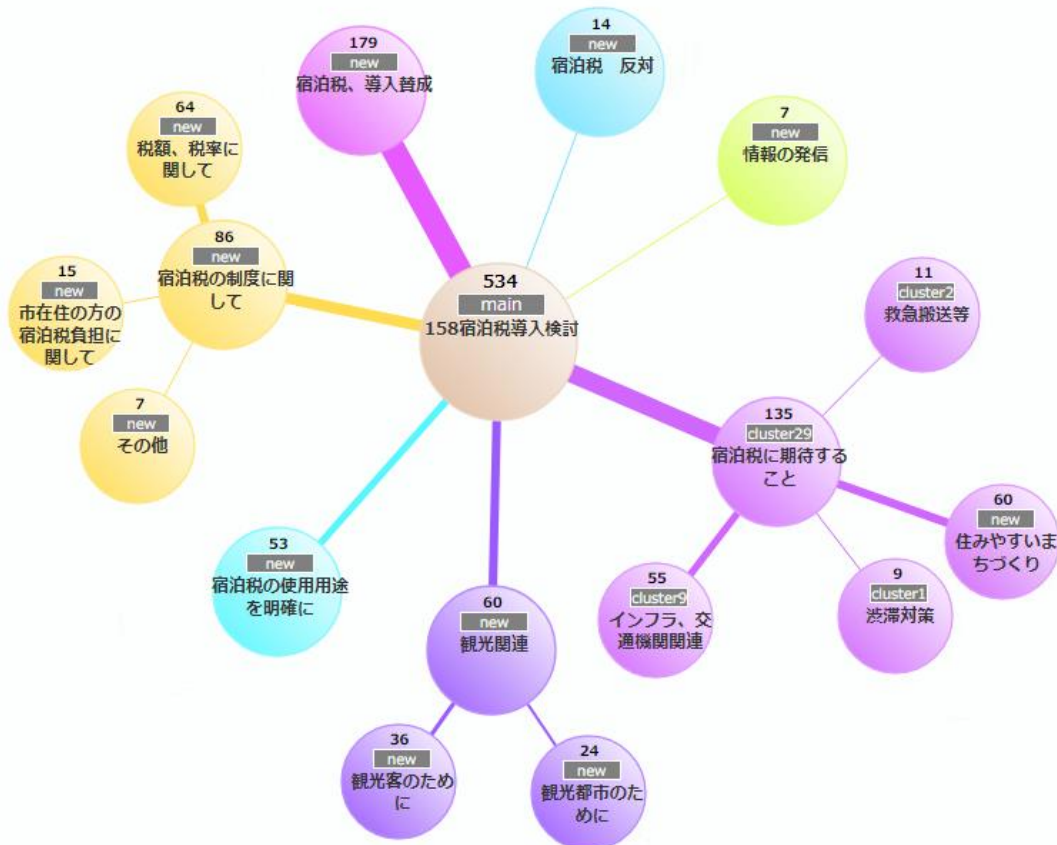 179
new
宿泊税、導入賛成
14
new
宿泊税　反対
7
new
情報の発信
64
new
税額、税率に
関して
86
new
宿泊税の制度に関
して
15
new
市在住の方の
宿泊税負担に
関して
7
new
その他
534
main
158宿泊税導入検討
11
cluster2
救急搬送等
135
cluster29
宿泊税に期待する
こと
60
new
住みやすいま
ちづくり
9
cluster1
渋滞対策
55
cluster9
インフラ、交
通機関関連
53
new
宿泊税の使用用途
を明確に
60
new
観光関連
36
new
観光客のため
に
24
new
観光都市のた
めに